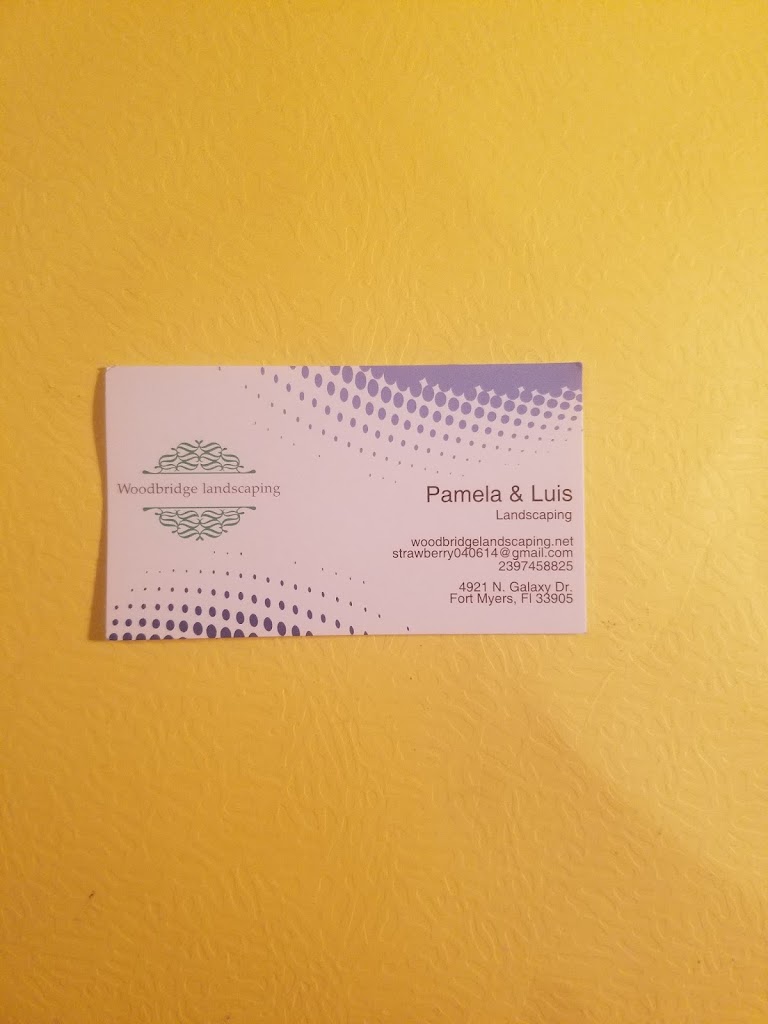 Woodbridge landscaping
Pamela & Luis
Landscaping
woodbridgelandscaping.net
strawberry040614@gmail.com
2397458825
4921 N. Galaxy Dr.
Fort Myers, Fl 33905